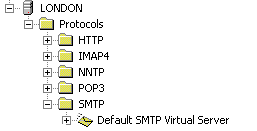 LONDON
Protocols
HTTP
IMAP4
NNTP
POP3
SMTP
Default SMTP Virtual Server